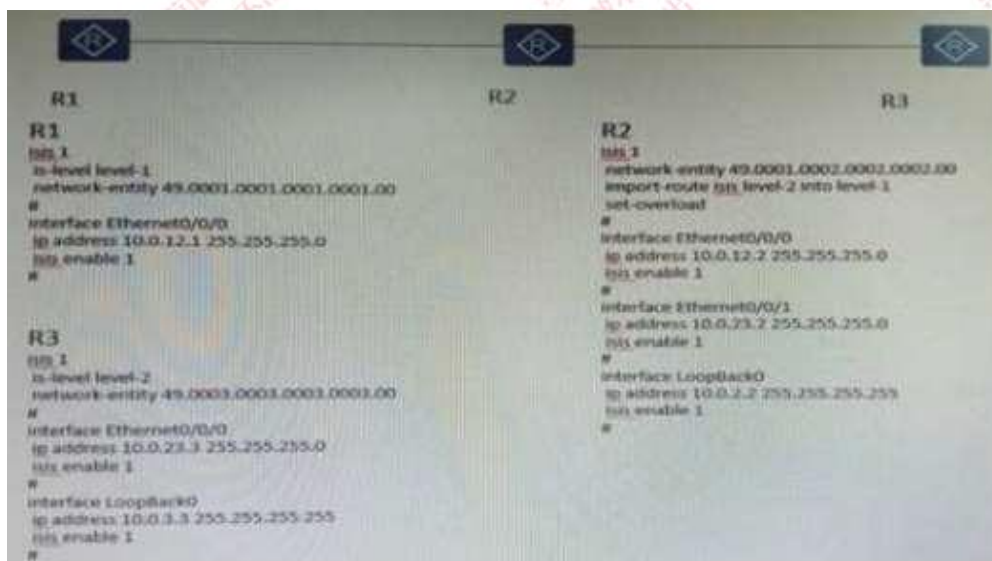 R1
R2
R3
R1
isis 1
is-level level-1
network-entity 49.0001.0001.0001.0001.00
#
interface Ethernet0/0/0
ip address 10.0.12.1 255.255.255.0
isis enable 1
#
R3
isis 1
is-level level-2
network-entity 49.0003.0003.0003.0003.00
#
interface Ethernet0/0/0
ip address 10.0.23.3 255.255.255.0
isis enable 1
#
interface LoopBack0
ip address 10.0.3.3 255.255.255.255
isis enable 1
#
R2
isis 1
network-entity 49.0001.0002.0002.0002.00
import-route isis level-2 into level-1
set-overload
#
interface Ethernet0/0/0
ip address 10.0.12.2 255.255.255.0
isis enable 1
#
interface Ethernet0/0/1
ip address 10.0.23.2 255.255.255.0
isis enable 1
#
interface LoopBack0
ip address 10.0.2.2 255.255.255.255
isis enable 1
#